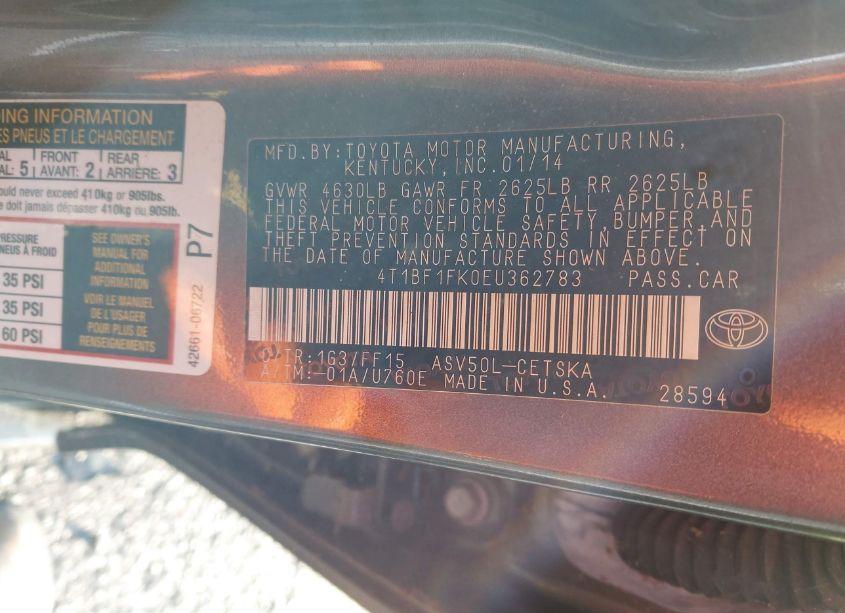 ING INFORMATION
ES PNEUS ET LE CHARGEMENT
AL 5 FRONT AVANT: 2 REAR ARRIÈRE: 3
ould never exceed 410kg or 905lbs.
e doit jamais dépasser 410kg ou 905lb.
PRESSURE
NEUS À FROID
35 PSI
35 PSI
60 PSI
SEE OWNER'S
MANUAL FOR
ADDITIONAL
INFORMATION
VOIR LE MANUEL
DE L'USAGER
POUR PLUS DE
RENSEIGNEMENTS
P7
42661-06722
MFD.BY:TOYOTA MOTOR MANUFACTURING,
KENTUCKY, INC.01/14
GVWR 4630LB GAWR FR 2625LB RR 2625LB
THIS VEHICLE CONFORMS TO ALL APPLICABLE
FEDERAL MOTOR VEHICLE SAFETY,BUMPER,AND
THEFT PREVENTION STANDARDS IN EFFECT ON
THE DATE OF MANUFACTURE SHOWN ABOVE.
4T1BF1FK0EU362783 PASS.CAR
C/TR:1G3/FF15 ASV50L-CETSKA
A/TM:-01A/U760E MADE IN U.S.A. 28594